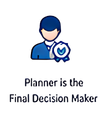 Planner is the
Final Decision Maker